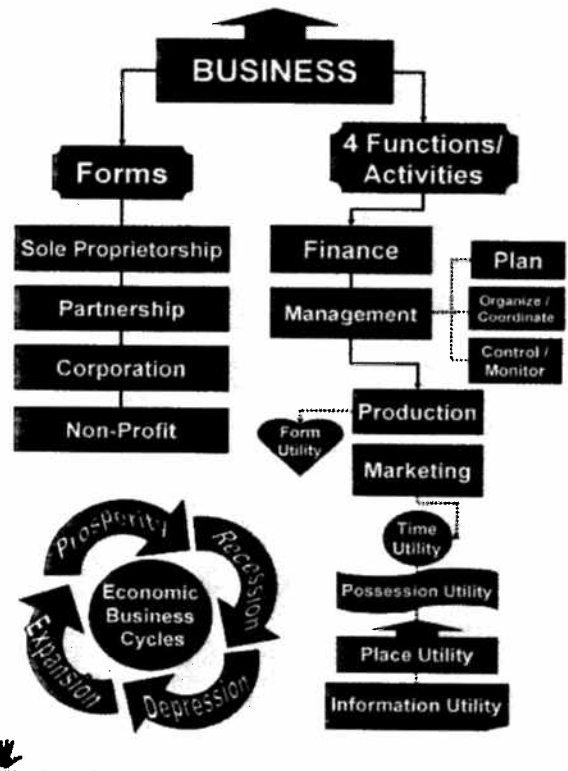 BUSINESS
Forms
Sole Proprietorship
Partnership
Corporation
Non-Profit
4 Functions/
Activities
Finance
Management
Plan
Organize /
Coordinate
Control /
Monitor
Production
Form
Utility
Marketing
Time
Utility
Possession Utility
Place Utility
Information Utility
Economic
Business
Cycles
Prosperity
Recession
Depression
Expansion